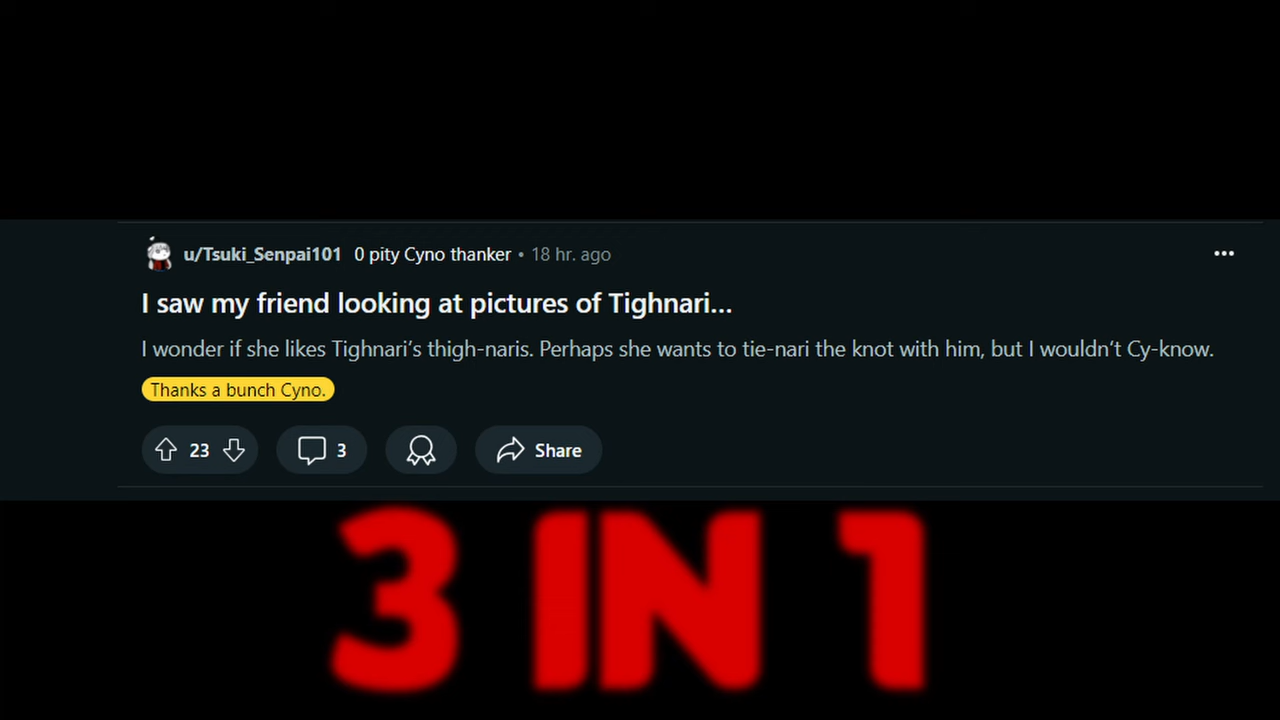 u/Tsuki_Senpai101 0 pity Cyno thanker • 18 hr. ago
I saw my friend looking at pictures of Tighnari...
I wonder if she likes Tighnari’s thigh-naris. Perhaps she wants to tie-nari the knot with him, but I wouldn’t Cy-know.
Thanks a bunch Cyno.
23 3 Share
3 IN 1